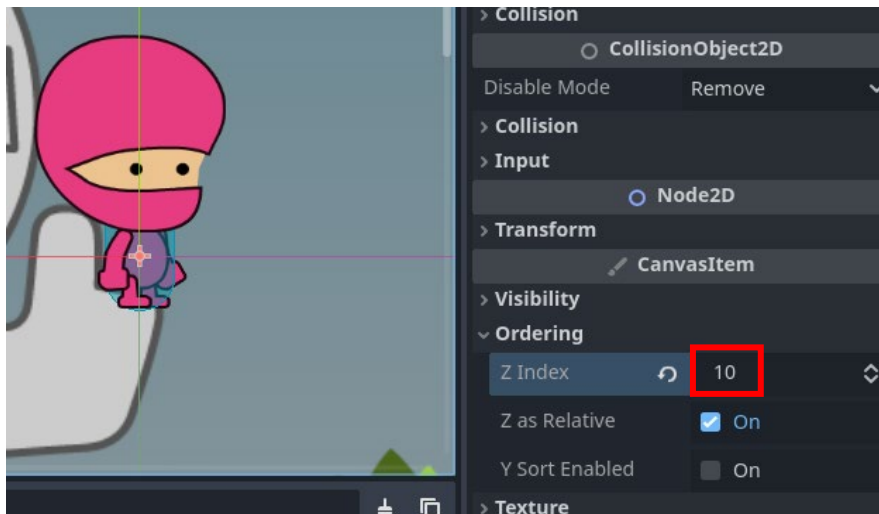 Collision
CollisionObject2D
Disable Mode Remove
Collision
Input
Node2D
Transform
CanvasItem
Visibility
Ordering
Z Index 10
Z as Relative On
Y Sort Enabled On
Texture